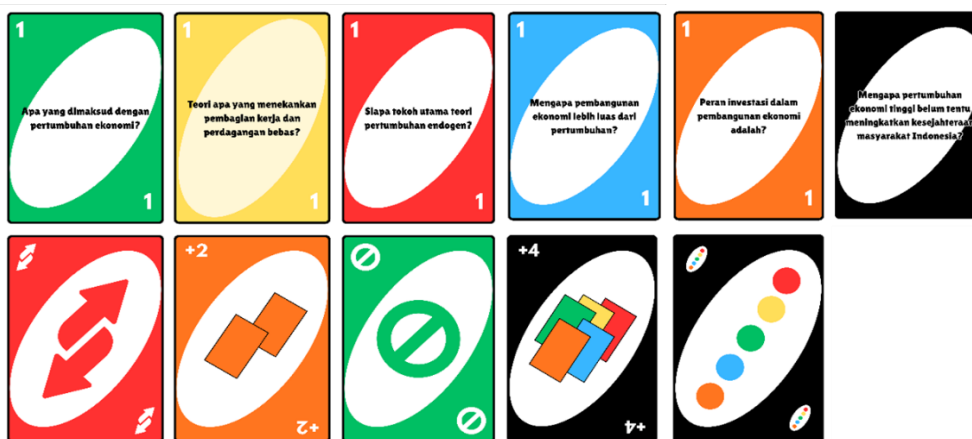 1
Apa yang dimaksud dengan
pertumbuhan ekonomi?
1
1
Teori apa yang menekankan
pembagian kerja dan
perdagangan bebas?
1
1
Siapa tokoh utama teori
pertumbuhan endogen?
1
1
Mengapa pembangunan
ekonomi lebih luas dari
pertumbuhan?
1
1
Peran investasi dalam
pembangunan ekonomi
adalah?
1
Mengapa pertumbuhan
ekonomi tinggi belum tentu
meningkatkan kesejahteraan
masyarakat Indonesia?
+2
+2
+4
+4